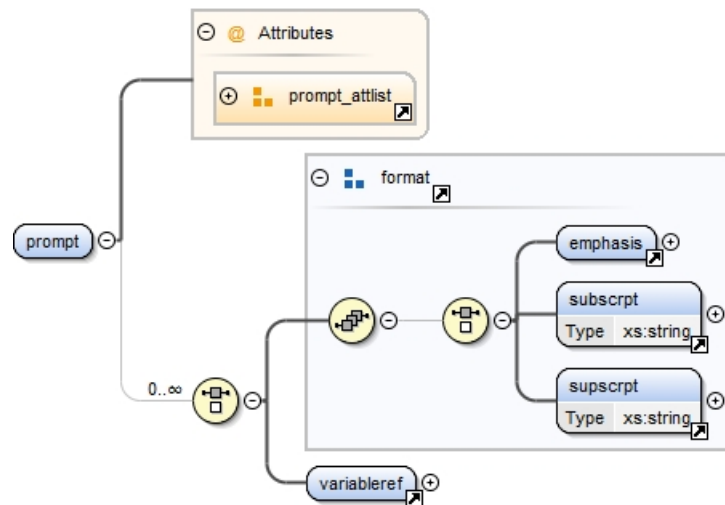 @ Attributes
prompt_attlist
format
prompt
emphasis
subscrpt
Type xs:string
0..∞
supscrpt
Type xs:string
variableref